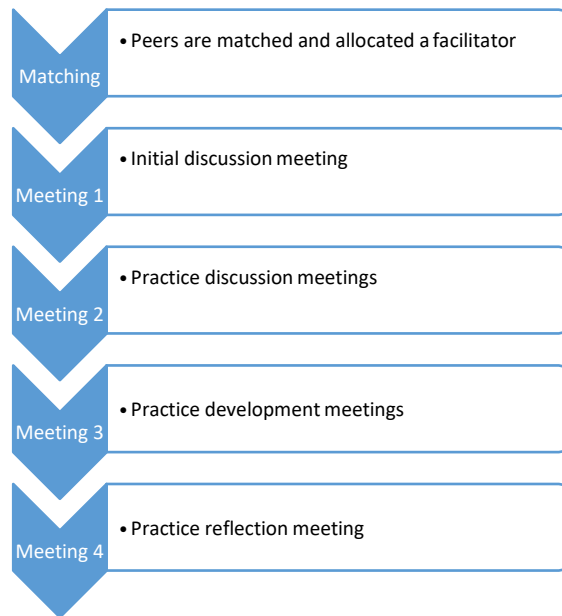 Matching
• Peers are matched and allocated a facilitator
Meeting 1
• Initial discussion meeting
Meeting 2
• Practice discussion meetings
Meeting 3
• Practice development meetings
Meeting 4
• Practice reflection meeting